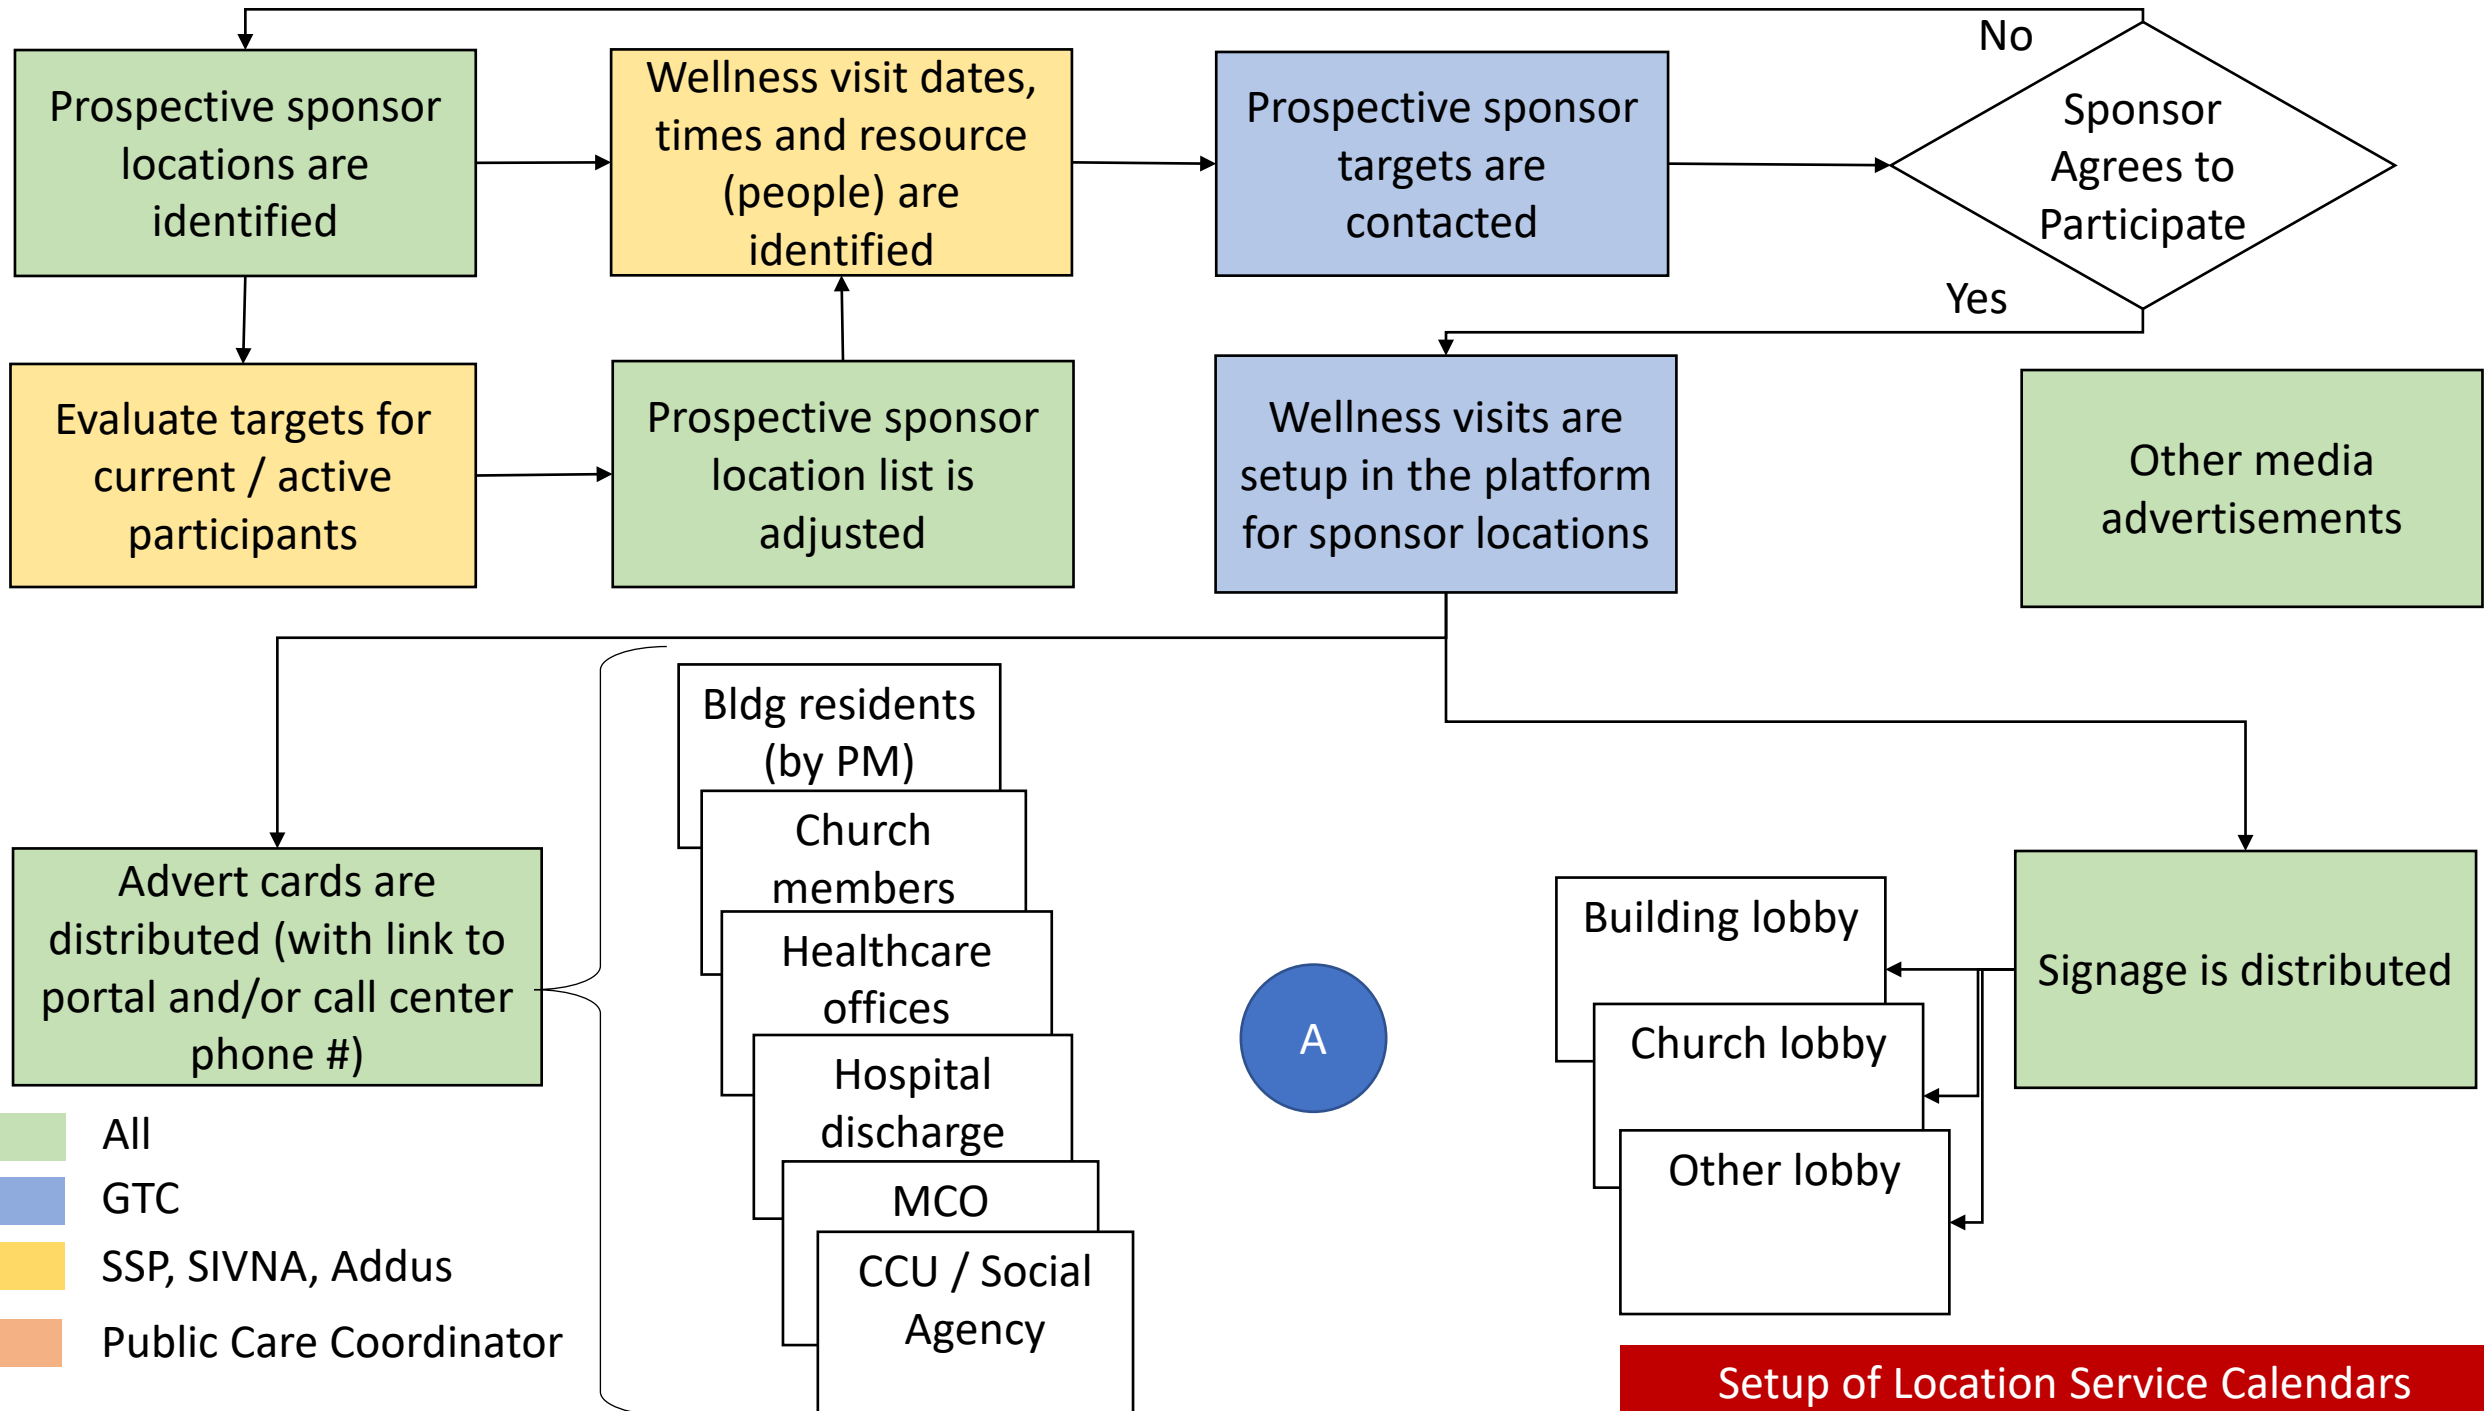 Prospective sponsor
locations are
identified
Wellness visit dates,
times and resource
(people) are
identified
Prospective sponsor
targets are
contacted
No
Sponsor
Agrees to
Participate
Yes
Evaluate targets for
current / active
participants
Prospective sponsor
location list is
adjusted
Wellness visits are
setup in the platform
for sponsor locations
Other media
advertisements
Advert cards are
distributed (with link to
portal and/or call center
phone #)
Bldg residents
(by PM)
Church
members
Healthcare
offices
Hospital
discharge
MCO
CCU / Social
Agency
A
Building lobby
Church lobby
Other lobby
Signage is distributed
All
GTC
SSP, SIVNA, Addus
Public Care Coordinator
Setup of Location Service Calendars